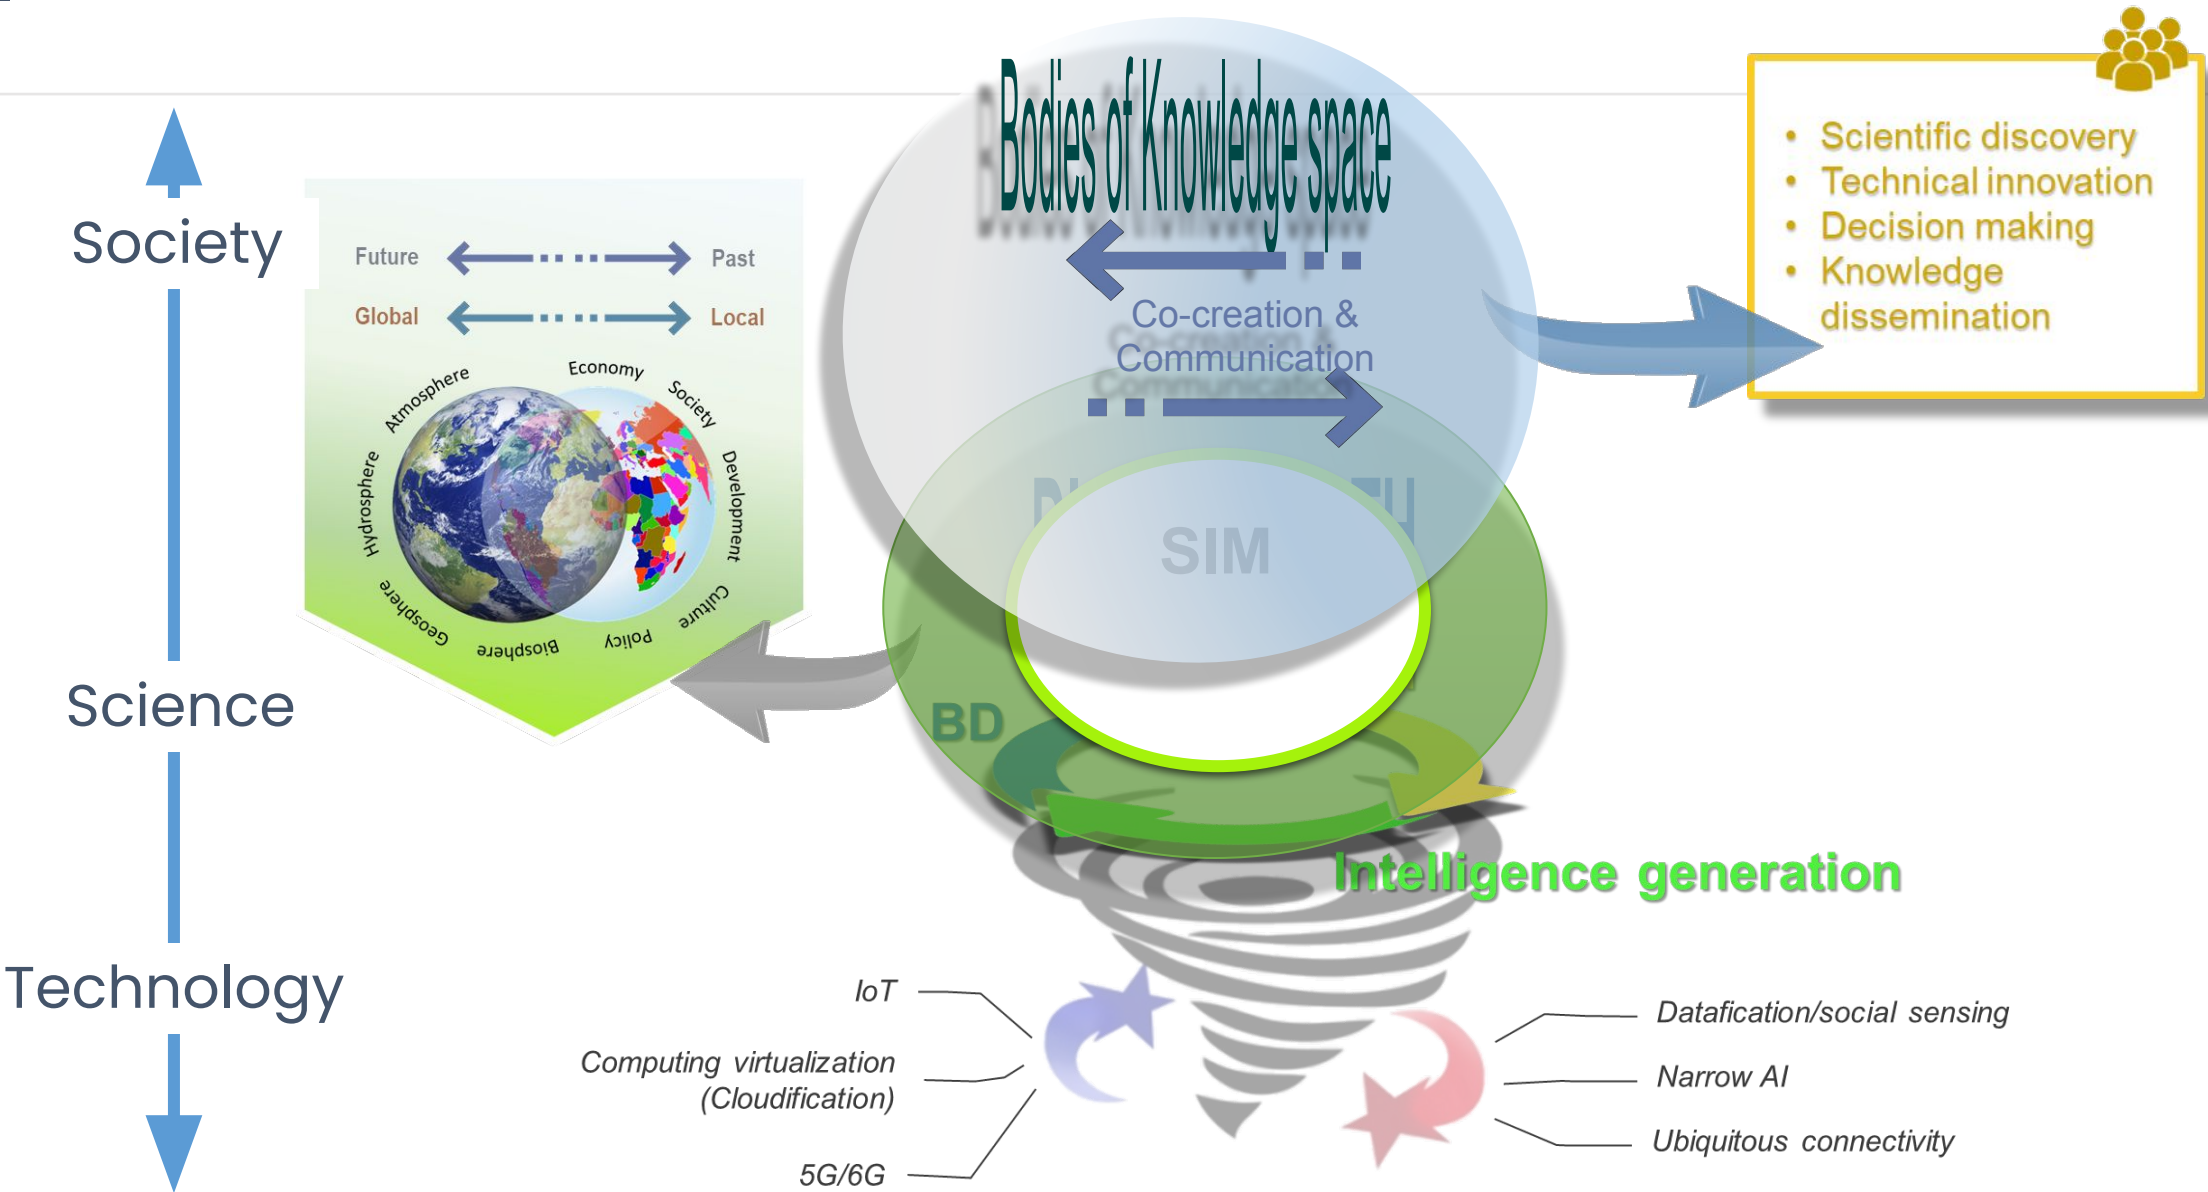 Bodies of Knowledge space
Co-creation &
Communication
SIM
BD
Intelligence generation
Society
Science
Technology
Future
Past
Global
Local
Atmosphere
Economy
Society
Hydrosphere
Development
Geosphere
Biosphere
Policy
Culture
• Scientific discovery
• Technical innovation
• Decision making
• Knowledge
dissemination
IoT
Computing virtualization
(Cloudification)
5G/6G
Datafication/social sensing
Narrow AI
Ubiquitous connectivity